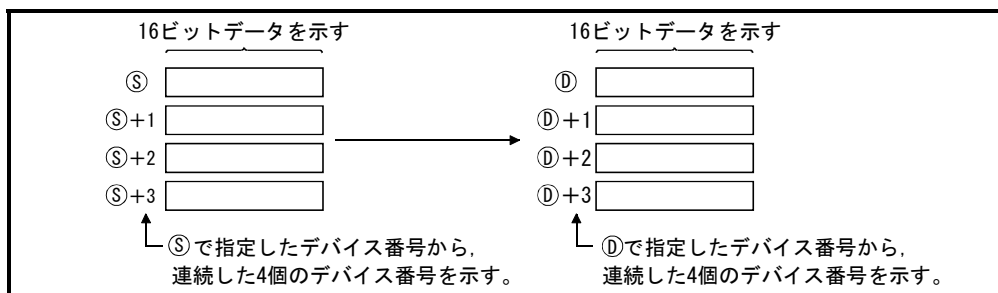 16ビットデータを示す
Ⓢ
Ⓢ+1
Ⓢ+2
Ⓢ+3
Ⓢで指定したデバイス番号から,
連続した4個のデバイス番号を示す。
16ビットデータを示す
Ⓓ
Ⓓ+1
Ⓓ+2
Ⓓ+3
Ⓓで指定したデバイス番号から,
連続した4個のデバイス番号を示す。